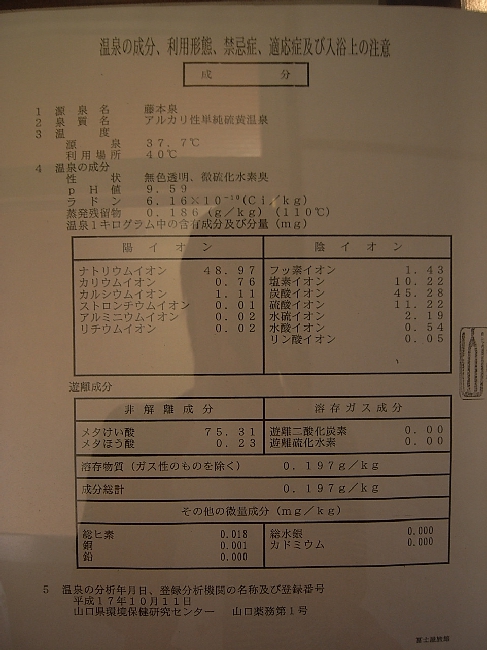 温泉の成分、利用形態、禁忌症、適応症及び入浴上の注意
成　　分
1　源　泉　名　　藤本泉
2　泉　質　名　　アルカリ性単純硫黄温泉
3　温　　　度
源　　　泉　　37．7℃
利用場所　　40℃
4　温泉の成分
性　　　状　　無色透明、微硫化水素臭
ｐＨ値　　9．59
ラドン　　6．16×10⁻¹⁰(Ci／kg)
蒸発残留物　　0．186(g／kg)（110℃）
温泉1キログラム中の含有成分及び分量（mg）
陽イオン　　陰イオン
ナトリウムイオン　48．97　　フッ素イオン　1．43
カリウムイオン　0．76　　塩素イオン　10．22
カルシウムイオン　1．11　　炭酸イオン　45．28
ストロンチウムイオン　0．01　　硫酸イオン　11．22
アルミニウムイオン　0．02　　水硫イオン　2．19
リチウムイオン　0．02　　水酸イオン　0．54
リン酸イオン　0．05
遊離成分
非解離成分　　溶存ガス成分
メタけい酸　75．31　　遊離二酸化炭素　0．00
メタほう酸　0．23　　遊離硫化水素　0．00
溶存物質（ガス性のものを除く）　0．197g／kg
成分総計　0．197g／kg
その他の微量成分（mg／kg）
総ヒ素　0.018　　総水銀　0.000
銅　0.001　　カドミウム　0.000
鉛　0.000
5　温泉の分析年月日、登録分析機関の名称及び登録番号
平成17年10月11日
山口県環境保健研究センター　山口薬務第1号
富士屋旅館